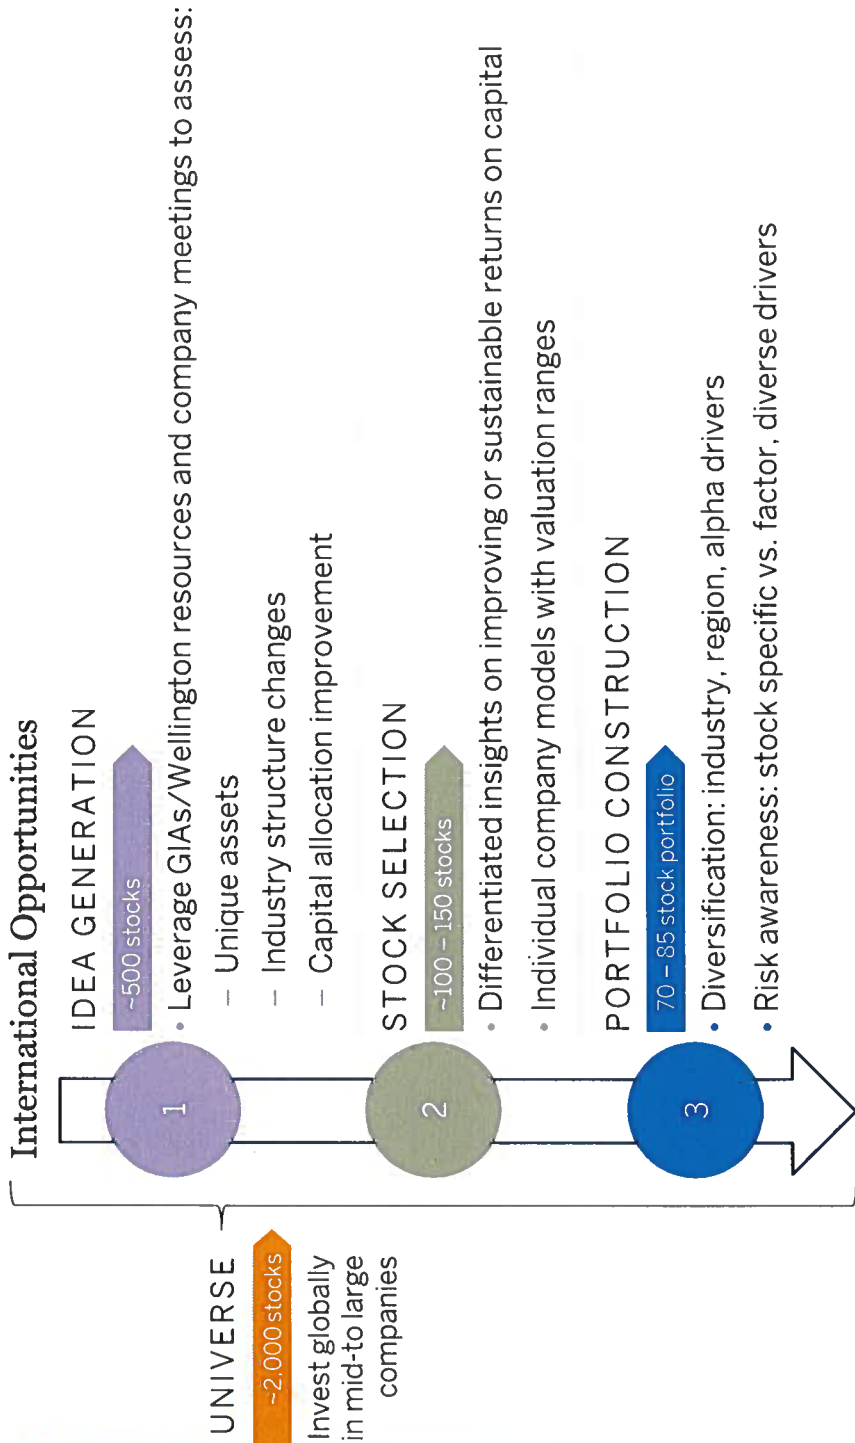 International Opportunities
UNIVERSE
~2,000 stocks
Invest globally
in mid-to large
companies
1
IDEA GENERATION
~500 stocks
• Leverage GIAs/Wellington resources and company meetings to assess:
– Unique assets
– Industry structure changes
– Capital allocation improvement
2
STOCK SELECTION
~100 – 150 stocks
• Differentiated insights on improving or sustainable returns on capital
• Individual company models with valuation ranges
3
PORTFOLIO CONSTRUCTION
70 – 85 stock portfolio
• Diversification: industry, region, alpha drivers
• Risk awareness: stock specific vs. factor, diverse drivers